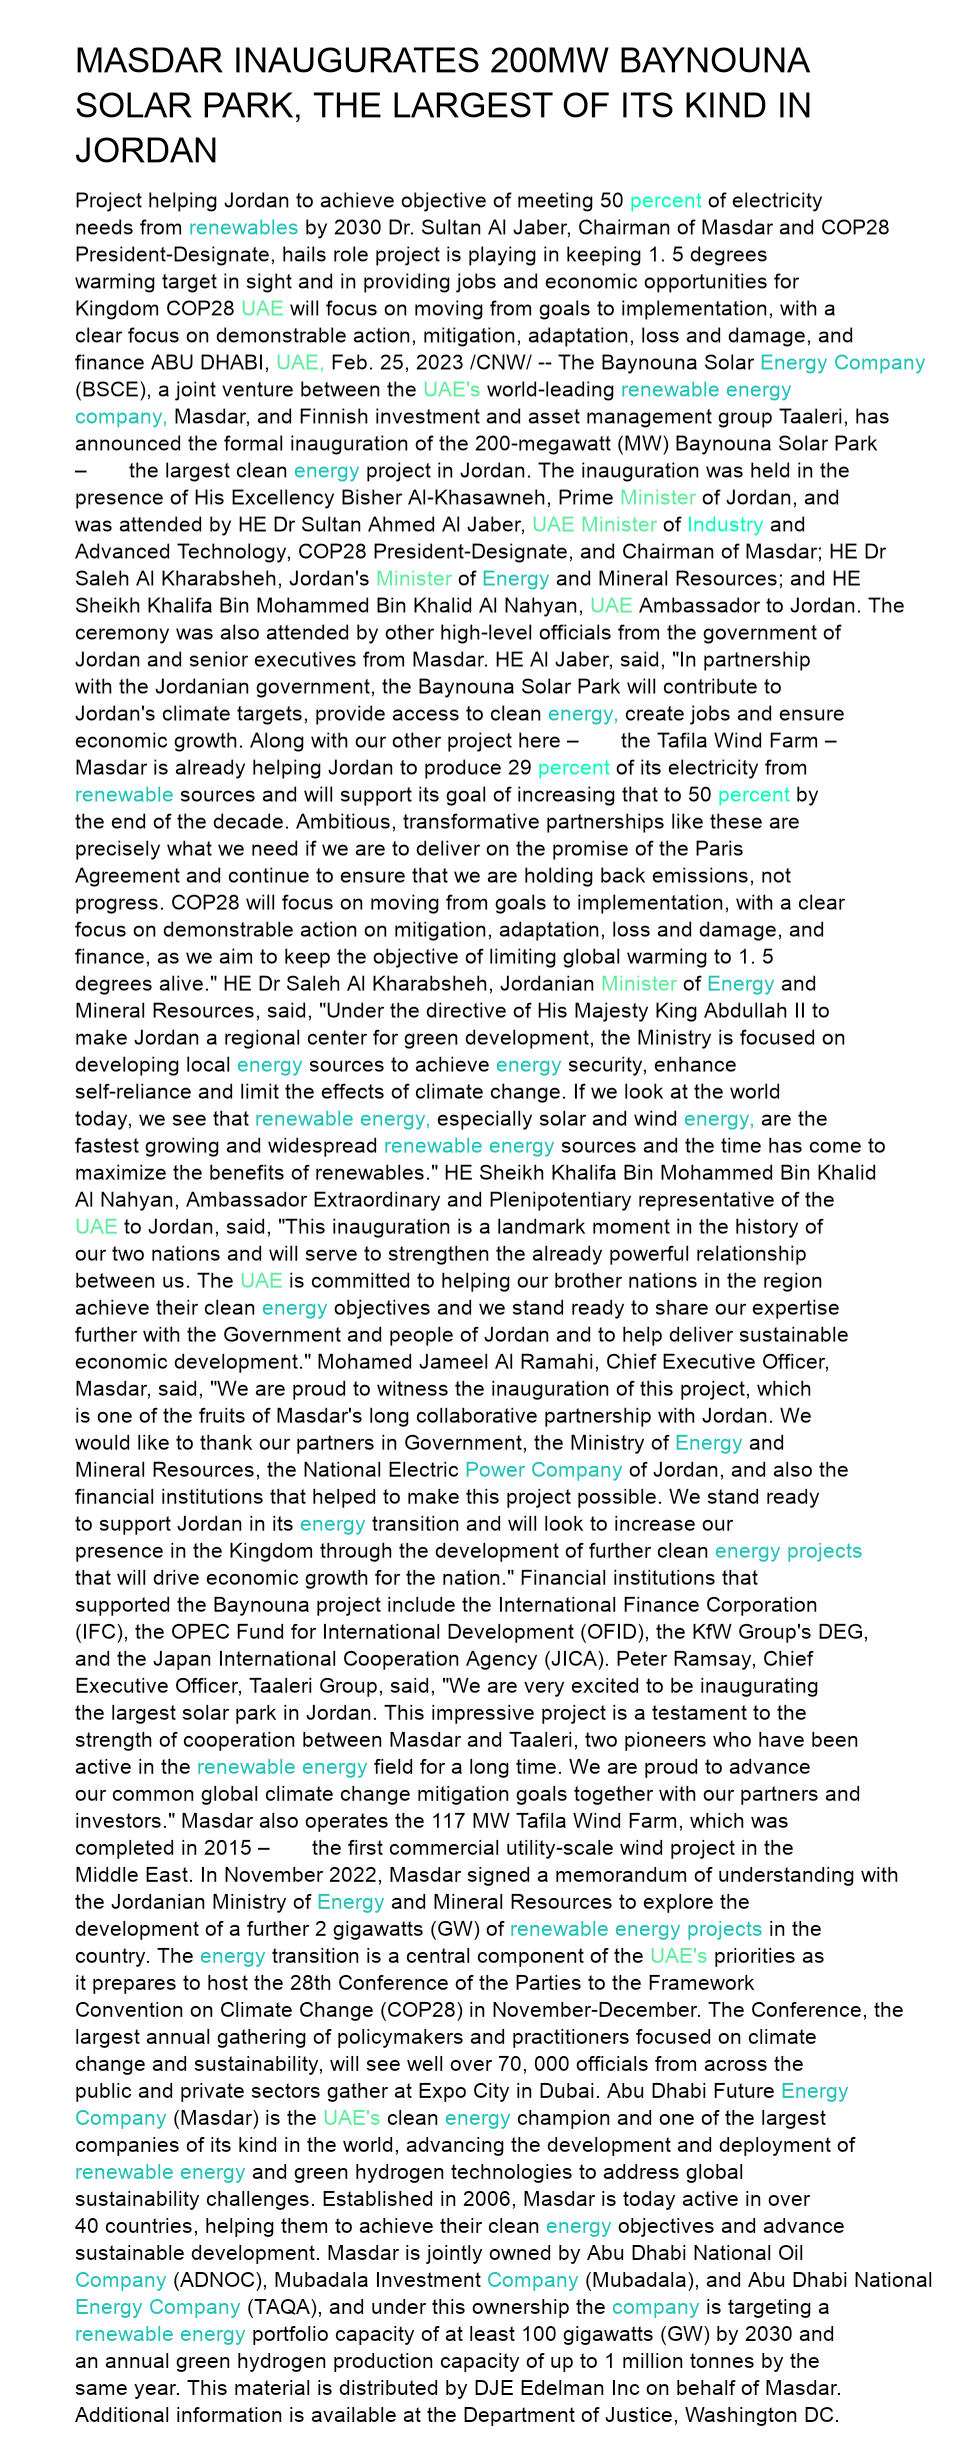 MASDAR INAUGURATES 200MW BAYNOUNA
SOLAR PARK, THE LARGEST OF ITS KIND IN
JORDAN
Project helping Jordan to achieve objective of meeting 50 percent of electricity
needs from renewables by 2030 Dr. Sultan Al Jaber, Chairman of Masdar and COP28
President-Designate, hails role project is playing in keeping 1. 5 degrees
warming target in sight and in providing jobs and economic opportunities for
Kingdom COP28 UAE will focus on moving from goals to implementation, with a
clear focus on demonstrable action, mitigation, adaptation, loss and damage, and
finance ABU DHABI, UAE, Feb. 25, 2023 /CNW/ -- The Baynouna Solar Energy Company
(BSCE), a joint venture between the UAE's world-leading renewable energy
company, Masdar, and Finnish investment and asset management group Taaleri, has
announced the formal inauguration of the 200-megawatt (MW) Baynouna Solar Park
– the largest clean energy project in Jordan. The inauguration was held in the
presence of His Excellency Bisher Al-Khasawneh, Prime Minister of Jordan, and
was attended by HE Dr Sultan Ahmed Al Jaber, UAE Minister of Industry and
Advanced Technology, COP28 President-Designate, and Chairman of Masdar; HE Dr
Saleh Al Kharabsheh, Jordan's Minister of Energy and Mineral Resources; and HE
Sheikh Khalifa Bin Mohammed Bin Khalid Al Nahyan, UAE Ambassador to Jordan. The
ceremony was also attended by other high-level officials from the government of
Jordan and senior executives from Masdar. HE Al Jaber, said, "In partnership
with the Jordanian government, the Baynouna Solar Park will contribute to
Jordan's climate targets, provide access to clean energy, create jobs and ensure
economic growth. Along with our other project here – the Tafila Wind Farm –
Masdar is already helping Jordan to produce 29 percent of its electricity from
renewable sources and will support its goal of increasing that to 50 percent by
the end of the decade. Ambitious, transformative partnerships like these are
precisely what we need if we are to deliver on the promise of the Paris
Agreement and continue to ensure that we are holding back emissions, not
progress. COP28 will focus on moving from goals to implementation, with a clear
focus on demonstrable action on mitigation, adaptation, loss and damage, and
finance, as we aim to keep the objective of limiting global warming to 1. 5
degrees alive." HE Dr Saleh Al Kharabsheh, Jordanian Minister of Energy and
Mineral Resources, said, "Under the directive of His Majesty King Abdullah II to
make Jordan a regional center for green development, the Ministry is focused on
developing local energy sources to achieve energy security, enhance
self-reliance and limit the effects of climate change. If we look at the world
today, we see that renewable energy, especially solar and wind energy, are the
fastest growing and widespread renewable energy sources and the time has come to
maximize the benefits of renewables." HE Sheikh Khalifa Bin Mohammed Bin Khalid
Al Nahyan, Ambassador Extraordinary and Plenipotentiary representative of the
UAE to Jordan, said, "This inauguration is a landmark moment in the history of
our two nations and will serve to strengthen the already powerful relationship
between us. The UAE is committed to helping our brother nations in the region
achieve their clean energy objectives and we stand ready to share our expertise
further with the Government and people of Jordan and to help deliver sustainable
economic development." Mohamed Jameel Al Ramahi, Chief Executive Officer,
Masdar, said, "We are proud to witness the inauguration of this project, which
is one of the fruits of Masdar's long collaborative partnership with Jordan. We
would like to thank our partners in Government, the Ministry of Energy and
Mineral Resources, the National Electric Power Company of Jordan, and also the
financial institutions that helped to make this project possible. We stand ready
to support Jordan in its energy transition and will look to increase our
presence in the Kingdom through the development of further clean energy projects
that will drive economic growth for the nation." Financial institutions that
supported the Baynouna project include the International Finance Corporation
(IFC), the OPEC Fund for International Development (OFID), the KfW Group's DEG,
and the Japan International Cooperation Agency (JICA). Peter Ramsay, Chief
Executive Officer, Taaleri Group, said, "We are very excited to be inaugurating
the largest solar park in Jordan. This impressive project is a testament to the
strength of cooperation between Masdar and Taaleri, two pioneers who have been
active in the renewable energy field for a long time. We are proud to advance
our common global climate change mitigation goals together with our partners and
investors." Masdar also operates the 117 MW Tafila Wind Farm, which was
completed in 2015 – the first commercial utility-scale wind project in the
Middle East. In November 2022, Masdar signed a memorandum of understanding with
the Jordanian Ministry of Energy and Mineral Resources to explore the
development of a further 2 gigawatts (GW) of renewable energy projects in the
country. The energy transition is a central component of the UAE's priorities as
it prepares to host the 28th Conference of the Parties to the Framework
Convention on Climate Change (COP28) in November-December. The Conference, the
largest annual gathering of policymakers and practitioners focused on climate
change and sustainability, will see well over 70, 000 officials from across the
public and private sectors gather at Expo City in Dubai. Abu Dhabi Future Energy
Company (Masdar) is the UAE's clean energy champion and one of the largest
companies of its kind in the world, advancing the development and deployment of
renewable energy and green hydrogen technologies to address global
sustainability challenges. Established in 2006, Masdar is today active in over
40 countries, helping them to achieve their clean energy objectives and advance
sustainable development. Masdar is jointly owned by Abu Dhabi National Oil
Company (ADNOC), Mubadala Investment Company (Mubadala), and Abu Dhabi National
Energy Company (TAQA), and under this ownership the company is targeting a
renewable energy portfolio capacity of at least 100 gigawatts (GW) by 2030 and
an annual green hydrogen production capacity of up to 1 million tonnes by the
same year. This material is distributed by DJE Edelman Inc on behalf of Masdar.
Additional information is available at the Department of Justice, Washington DC.